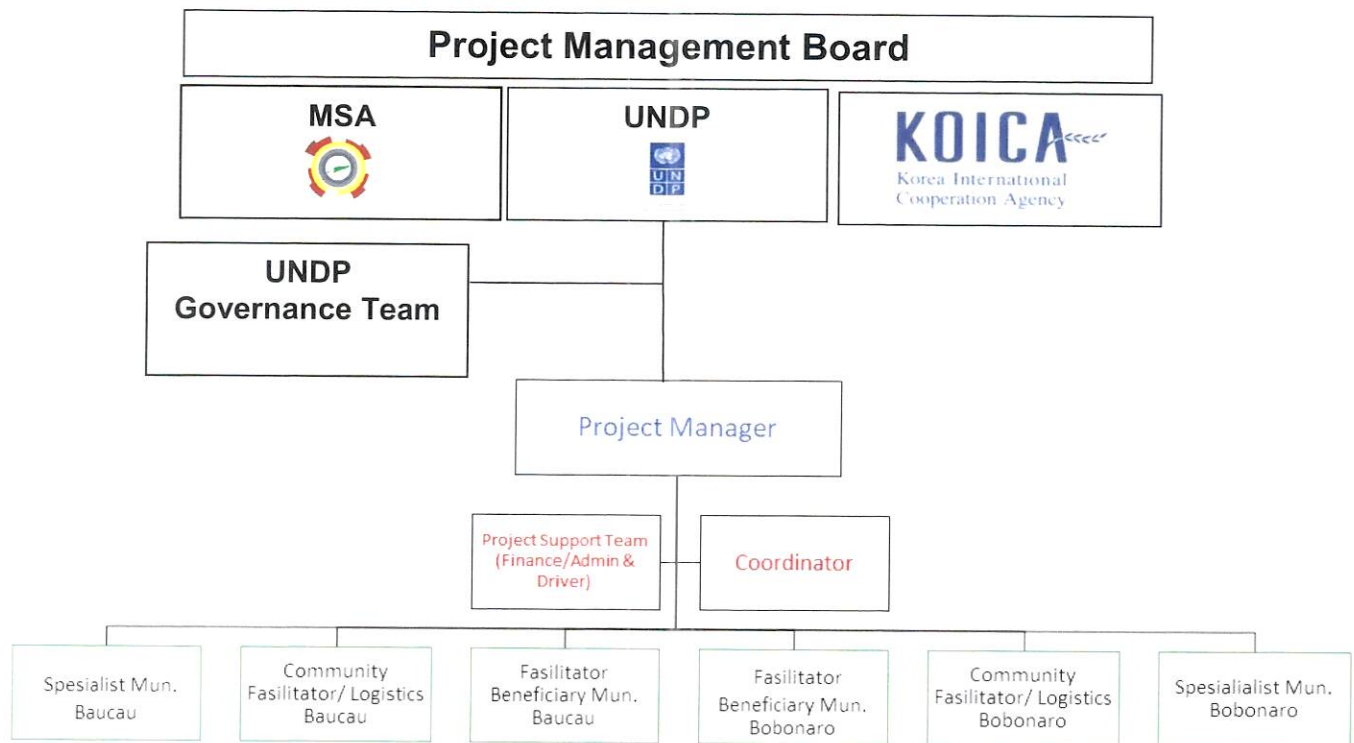 Project Management Board
MSA
UNDP
U N
D P
KOICA
Korea International
Cooperation Agency
UNDP
Governance Team
Project Manager
Project Support Team
(Finance/Admin &
Driver)
Coordinator
Spesialist Mun.
Baucau
Community
Fasilitator/ Logistics
Baucau
Fasilitator
Beneficiary Mun.
Baucau
Fasilitator
Beneficiary Mun.
Bobonaro
Community
Fasilitator/ Logistics
Bobonaro
Spesialialist Mun.
Bobonaro